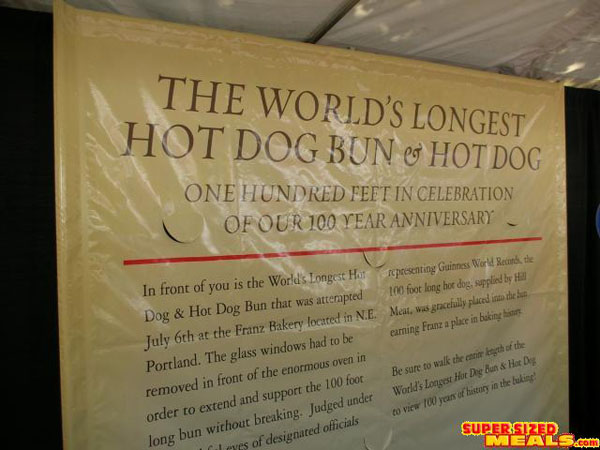 THE WORLD'S LONGEST
HOT DOG BUN & HOT DOG
ONE HUNDRED FEET IN CELEBRATION
OF OUR 100 YEAR ANNIVERSARY
In front of you is the World's Longest Hot
Dog & Hot Dog Bun that was attempted
July 6th at the Franz Bakery located in N.E.
Portland. The glass windows had to be
removed in front of the enormous oven in
order to extend and support the 100 foot
long bun without breaking. Judged under
eyes of designated officials
representing Guinness World Records, the
100 foot long hot dog, supplied by Hill
Meat, was gracefully placed into the bun
earning Franz a place in baking history.
Be sure to walk the entire length of the
World's Longest Hot Dog Bun & Hot Dog
to view 100 years of history in the baking!
SUPER SIZED
MEALS.com